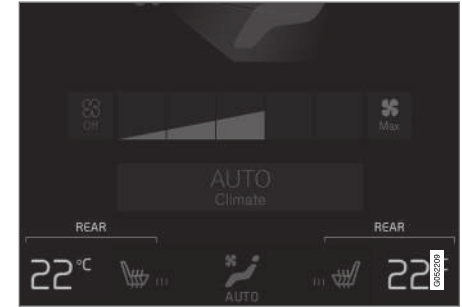 Off
Max
AUTO
Climate
REAR REAR
22°C 22°
AUTO
G052209